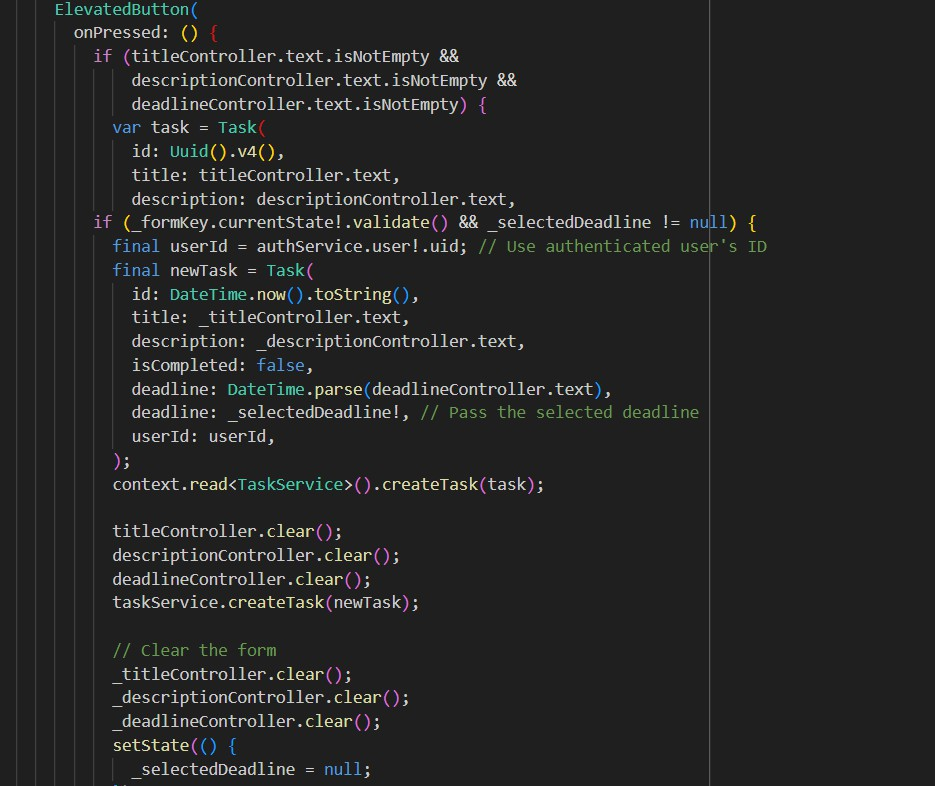 ElevatedButton(
onPressed: () {
if (titleController.text.isNotEmpty &&
descriptionController.text.isNotEmpty &&
deadlineController.text.isNotEmpty) {
var task = Task(
id: Uuid().v4(),
title: titleController.text,
description: descriptionController.text,
if (_formKey.currentState!.validate() && _selectedDeadline != null) {
final userId = authService.user!.uid; // Use authenticated user's ID
final newTask = Task(
id: DateTime.now().toString(),
title: _titleController.text,
description: _descriptionController.text,
isCompleted: false,
deadline: DateTime.parse(deadlineController.text),
deadline: _selectedDeadline!, // Pass the selected deadline
userId: userId,
);
context.read<TaskService>().createTask(task);
titleController.clear();
descriptionController.clear();
deadlineController.clear();
taskService.createTask(newTask);
// Clear the form
_titleController.clear();
_descriptionController.clear();
_deadlineController.clear();
setState(() {
_selectedDeadline = null;